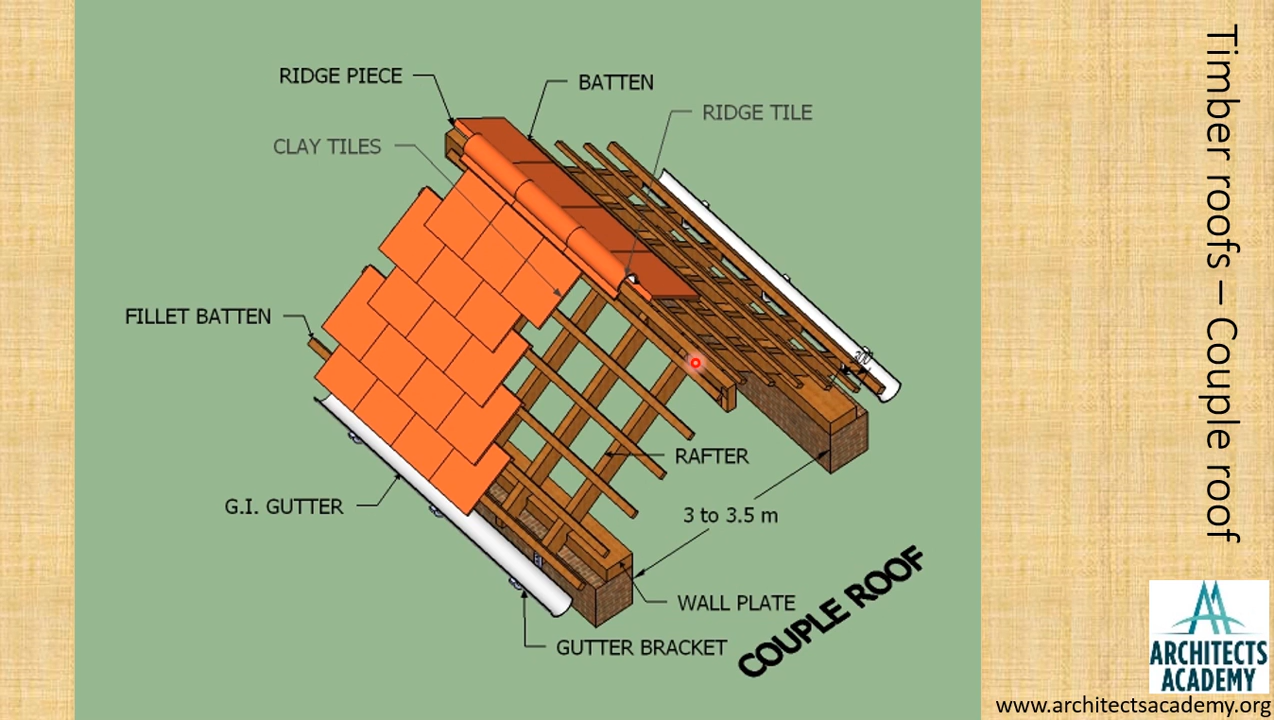 RIDGE PIECE
BATTEN
RIDGE TILE
CLAY TILES
FILLET BATTEN
RAFTER
G.I. GUTTER
3 to 3.5 m
WALL PLATE
GUTTER BRACKET
COUPLE ROOF
Timber roofs – Couple roof
ARCHITECTS
ACADEMY
www.architectsacademy.org